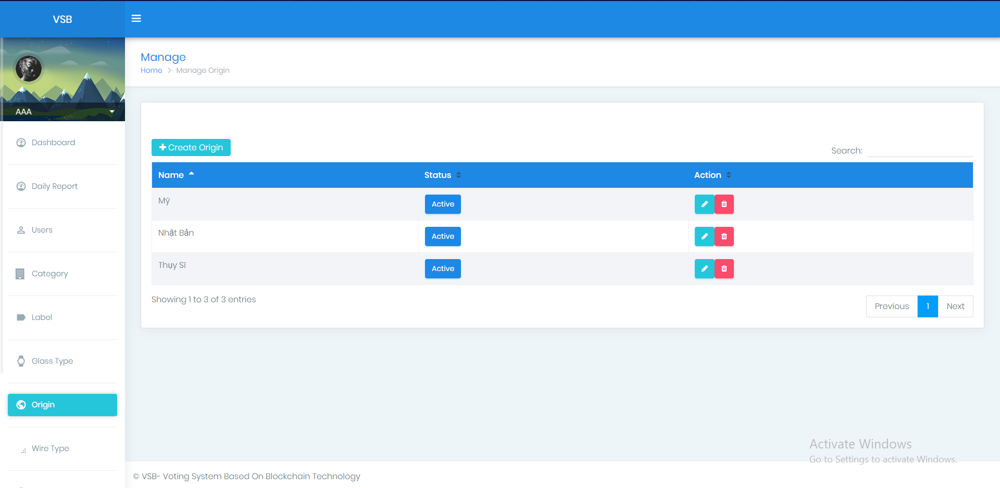 VSB
Manage
Home > Manage Origin
AAA
Dashboard
Daily Report
Users
Category
Label
Glass Type
Origin
Wire Type
Create Origin
Search:
Name Status Action
Mỹ Active
Nhật Bản Active
Thụy Sĩ Active
Showing 1 to 3 of 3 entries
Previous 1 Next
Activate Windows
Go to Settings to activate Windows.
© VSB- Voting System Based On Blockchain Technology